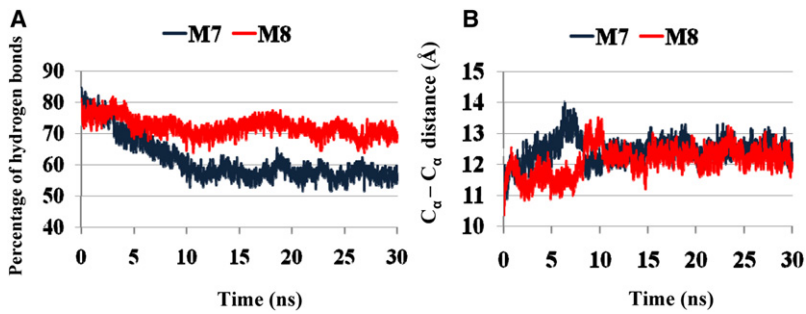 A
M7 M8
Percentage of hydrogen bonds
90
80
70
60
50
40
0 5 10 15 20 25 30
Time (ns)
B
M7 M8
Cα – Cα distance (Å)
15
14
13
12
11
10
0 5 10 15 20 25 30
Time (ns)